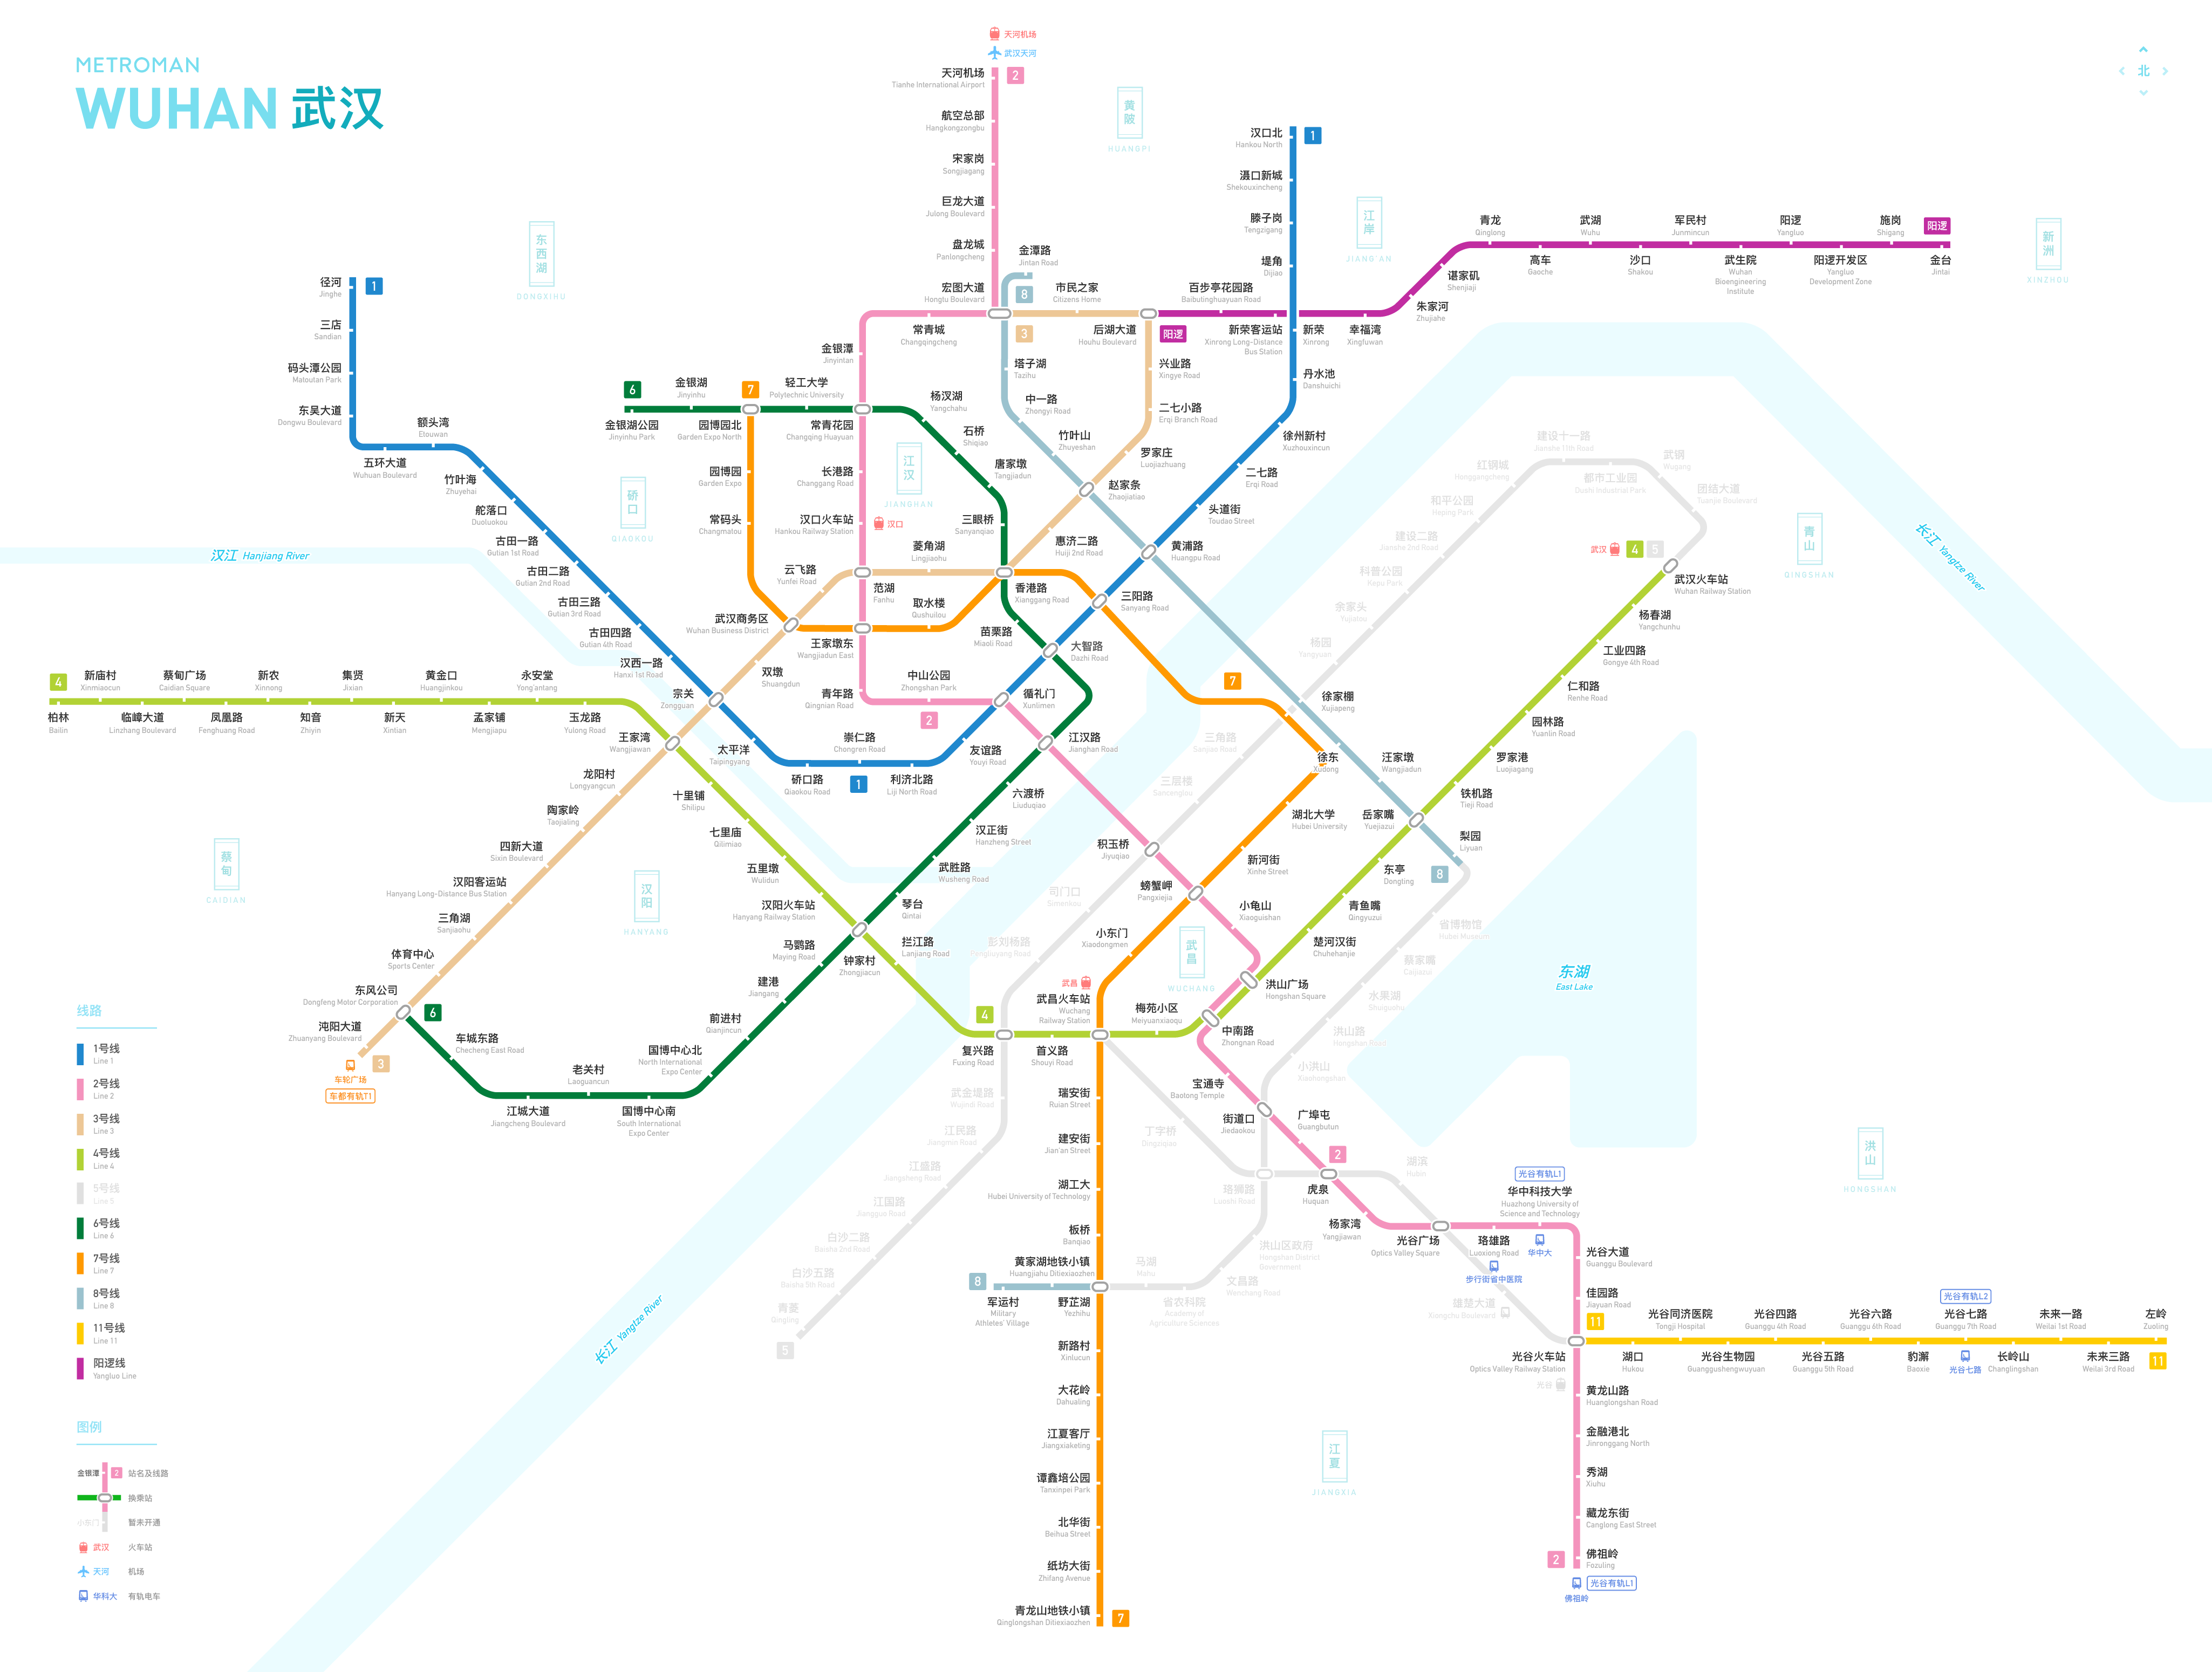 METROMAN
WUHAN 武汉
北
天河机场
武汉天河
2
天河机场
Tianhe International Airport
航空总部
Hangkongzongbu
宋家岗
Songjiagang
巨龙大道
Julong Boulevard
盘龙城
Panlongcheng
宏图大道
Hongtu Boulevard
常青城
Changqingcheng
金银潭
Jinyintan
常青花园
Changqing Huayuan
长港路
Changgang Road
汉口火车站
Hankou Railway Station
汉口
范湖
Fanhu
王家墩东
Wangjiadun East
青年路
Qingnian Road
中山公园
Zhongshan Park
2
循礼门
Xunlimen
江汉路
Jianghan Road
积玉桥
Jiyuqiao
螃蟹岬
Pangxiejia
小龟山
Xiaoguishan
洪山广场
Hongshan Square
中南路
Zhongnan Road
宝通寺
Baotong Temple
街道口
Jiedaokou
广埠屯
Guangbutun
2
虎泉
Huquan
杨家湾
Yangjiawan
光谷广场
Optics Valley Square
珞雄路
Luoxiong Road
步行街省中医院
光谷有轨L1
华中科技大学
Huazhong University of
Science and Technology
华中大
光谷大道
Guanggu Boulevard
佳园路
Jiayuan Road
光谷火车站
Optics Valley Railway Station
光谷
黄龙山路
Huanglongshan Road
金融港北
Jinronggang North
秀湖
Xiuhu
藏龙东街
Canglong East Street
2
佛祖岭
Fozuling
光谷有轨L1
佛祖岭
黄陂
HUANGPI
江岸
JIANG'AN
东西湖
DONGXIHU
新洲
XINZHOU
江汉
JIANGHAN
硚口
QIAOKOU
青山
QINGSHAN
蔡甸
CAIDIAN
汉阳
HANYANG
武昌
WUCHANG
洪山
HONGSHAN
江夏
JIANGXIA
汉江 Hanjiang River
长江 Yangtze River
长江 Yangtze River
东湖
East Lake
1
汉口北
Hankou North
滠口新城
Shekouxincheng
滕子岗
Tengzigang
堤角
Dijiao
新荣
Xinrong
丹水池
Danshuichi
徐州新村
Xuzhouxincun
二七路
Erqi Road
头道街
Toudao Street
黄浦路
Huangpu Road
三阳路
Sanyang Road
大智路
Dazhi Road
友谊路
Youyi Road
利济北路
Liji North Road
1
崇仁路
Chongren Road
硚口路
Qiaokou Road
太平洋
Taipingyang
宗关
Zongguan
汉西一路
Hanxi 1st Road
古田四路
Gutian 4th Road
古田三路
Gutian 3rd Road
古田二路
Gutian 2nd Road
古田一路
Gutian 1st Road
舵落口
Duoluokou
竹叶海
Zhuyehai
额头湾
Elouwan
五环大道
Wuhuan Boulevard
东吴大道
Dongwu Boulevard
码头潭公园
Matoutan Park
三店
Sandian
径河
Jinghe
1
阳逻
后湖大道
Houhu Boulevard
百步亭花园路
Baibutinghuayuan Road
新荣客运站
Xinrong Long-Distance
Bus Station
幸福湾
Xingfuwan
朱家河
Zhujiahe
谌家矶
Shenjiaji
青龙
Qinglong
高车
Gaoche
武湖
Wuhu
沙口
Shakou
军民村
Junmincun
武生院
Wuhan
Bioengineering
Institute
阳逻
Yangluo
阳逻开发区
Yangluo
Development Zone
施岗
Shigang
金台
Jintai
阳逻
金潭路
Jintan Road
8
3
市民之家
Citizens Home
塔子湖
Tazihu
中一路
Zhongyi Road
竹叶山
Zhuyeshan
赵家条
Zhaojiatiao
徐家棚
Xujiapeng
汪家墩
Wangjiadun
岳家嘴
Yuejiazui
梨园
Liyuan
8
兴业路
Xingye Road
二七小路
Erqi Branch Road
罗家庄
Luojiazhuang
惠济二路
Huiji 2nd Road
香港路
Xianggang Road
菱角湖
Lingjiaohu
云飞路
Yunfei Road
武汉商务区
Wuhan Business District
双墩
Shuangdun
王家湾
Wangjiawan
龙阳村
Longyangcun
陶家岭
Taojialing
四新大道
Sixin Boulevard
汉阳客运站
Hanyang Long-Distance Bus Station
三角湖
Sanjiaohu
体育中心
Sports Center
东风公司
Dongfeng Motor Corporation
沌阳大道
Zhuanyang Boulevard
3
车轮广场
车都有轨T1
6
金银湖公园
Jinyinhu Park
金银湖
Jinyinhu
7
园博园北
Garden Expo North
轻工大学
Polytechnic University
杨汊湖
Yangchahu
石桥
Shiqiao
唐家墩
Tangjiadun
三眼桥
Sanyanqiao
苗栗路
Miaoli Road
六渡桥
Liuduqiao
汉正街
Hanzheng Street
武胜路
Wusheng Road
琴台
Qintai
钟家村
Zhongjiacun
马鹦路
Maying Road
建港
Jiangang
前进村
Qianjincun
国博中心北
North International
Expo Center
国博中心南
South International
Expo Center
老关村
Laoguancun
江城大道
Jiangcheng Boulevard
车城东路
Checheng East Road
6
园博园
Garden Expo
常码头
Changmatou
取水楼
Qushuilou
7
徐东
Xudong
湖北大学
Hubei University
新河街
Xinhe Street
小东门
Xiaodongmen
武昌
武昌火车站
Wuchang
Railway Station
瑞安街
Ruian Street
建安街
Jian'an Street
湖工大
Hubei University of Technology
板桥
Banqiao
黄家湖地铁小镇
Huangjiahu Ditiexiaozhen
8
军运村
Military
Athletes' Village
野芷湖
Yezhihu
新路村
Xinlucun
大花岭
Dahualing
江夏客厅
Jiangxiaketing
谭鑫培公园
Tanxinpei Park
北华街
Beihua Street
纸坊大街
Zhifang Avenue
青龙山地铁小镇
Qinglongshan Ditiexiaozhen
7
4
柏林
Bailin
新庙村
Xinmiaocun
临嶂大道
Linzhang Boulevard
蔡甸广场
Caidian Square
凤凰路
Fenghuang Road
新农
Xinnong
知音
Zhiyin
集贤
Jixian
新天
Xintian
黄金口
Huangjinkou
孟家铺
Mengjiapu
永安堂
Yong'antang
玉龙路
Yulong Road
十里铺
Shilipu
七里庙
Qilimiao
五里墩
Wulidun
汉阳火车站
Hanyang Railway Station
拦江路
Lanjiang Road
4
复兴路
Fuxing Road
首义路
Shouyi Road
梅苑小区
Meiyuanxiaoqu
楚河汉街
Chuhehanjie
青鱼嘴
Qingyuzui
东亭
Dongting
铁机路
Tieji Road
罗家港
Luojiagang
园林路
Yuanlin Road
仁和路
Renhe Road
工业四路
Gongye 4th Road
杨春湖
Yangchunhu
武汉火车站
Wuhan Railway Station
武汉
4
5
团结大道
Tuanjie Boulevard
武钢
Wugang
都市工业园
Dushi Industrial Park
建设十一路
Jianshe 11th Road
红钢城
Honggangcheng
和平公园
Heping Park
建设二路
Jianshe 2nd Road
科普公园
Kepu Park
余家头
Yujiatou
杨园
Yangyuan
三角路
Sanjiao Road
三层楼
Sancenglou
司门口
Simenkou
彭刘杨路
Pengliuyang Road
武金堤路
Wujindi Road
江民路
Jiangmin Road
江盛路
Jiangsheng Road
江国路
Jiangguo Road
白沙二路
Baisha 2nd Road
白沙五路
Baisha 5th Road
青菱
Qingling
5
省博物馆
Hubei Museum
蔡家嘴
Caijiazui
水果湖
Shuiguohu
洪山路
Hongshan Road
小洪山
Xiaohongshan
丁字桥
Dingziqiao
珞狮路
Luoshi Road
湖滨
Hubin
洪山区政府
Hongshan District
Government
文昌路
Wenchang Road
马湖
Mahu
省农科院
Academy of
Agriculture Sciences
雄楚大道
Xiongchu Boulevard
11
湖口
Hukou
光谷同济医院
Tongji Hospital
光谷生物园
Guanggushengwuyuan
光谷四路
Guanggu 4th Road
光谷五路
Guanggu 5th Road
光谷六路
Guanggu 6th Road
豹澥
Baoxie
光谷有轨L2
光谷七路
Guanggu 7th Road
光谷七路
长岭山
Changlingshan
未来一路
Weilai 1st Road
未来三路
Weilai 3rd Road
左岭
Zuoling
11
线路
1号线
Line 1
2号线
Line 2
3号线
Line 3
4号线
Line 4
5号线
Line 5
6号线
Line 6
7号线
Line 7
8号线
Line 8
11号线
Line 11
阳逻线
Yangluo Line
图例
金银潭 2 站名及线路
换乘站
小东门 暂未开通
武汉 火车站
天河 机场
华科大 有轨电车